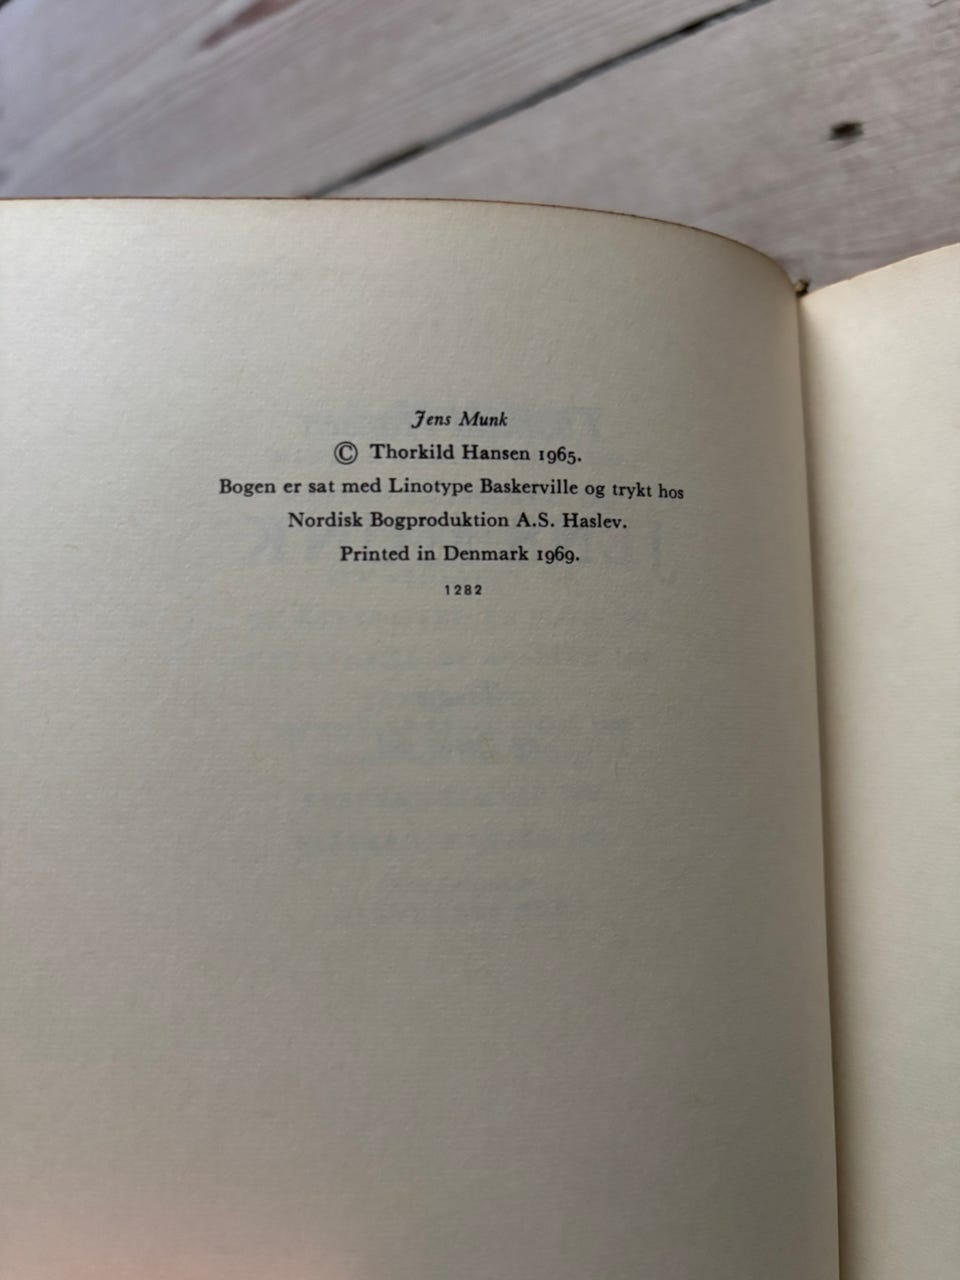 Jens Munk
© Thorkild Hansen 1965.
Bogen er sat med Linotype Baskerville og trykt hos
Nordisk Bogproduktion A.S. Haslev.
Printed in Denmark 1969.
1282